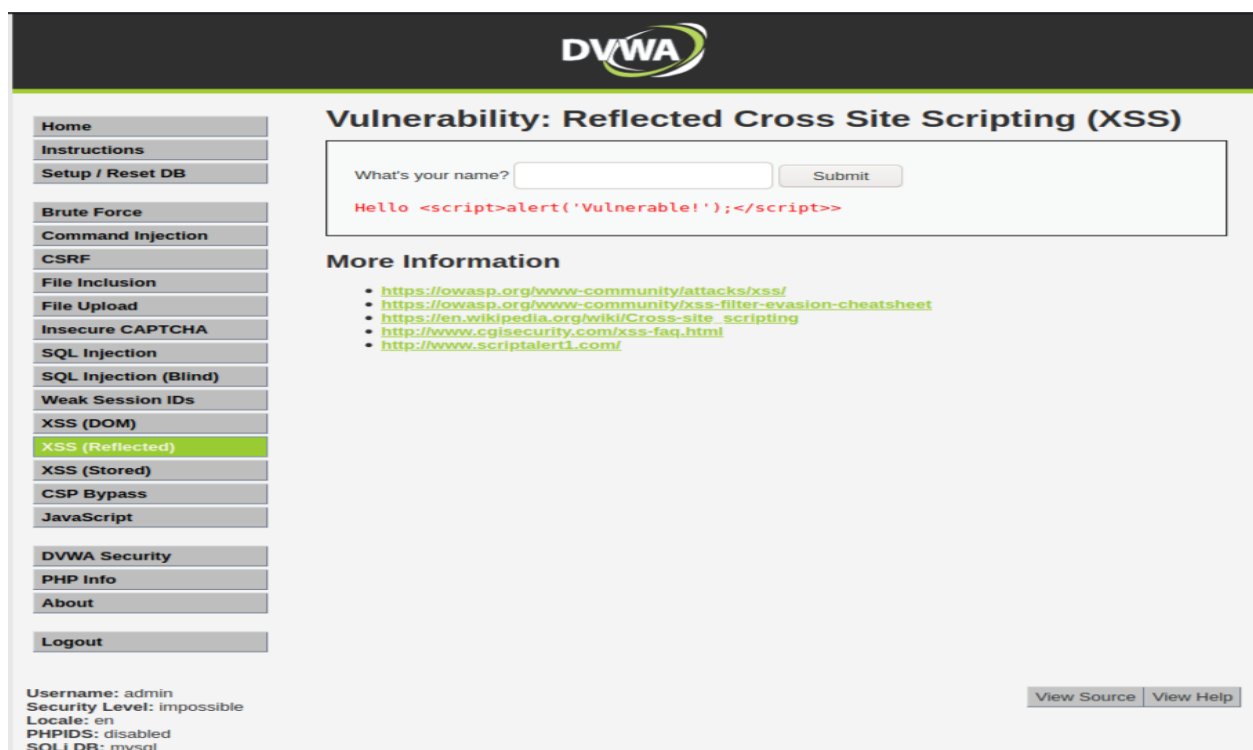 DVWA
Home
Instructions
Setup / Reset DB
Brute Force
Command Injection
CSRF
File Inclusion
File Upload
Insecure CAPTCHA
SQL Injection
SQL Injection (Blind)
Weak Session IDs
XSS (DOM)
XSS (Reflected)
XSS (Stored)
CSP Bypass
JavaScript
DVWA Security
PHP Info
About
Logout
Vulnerability: Reflected Cross Site Scripting (XSS)
What's your name? Submit
Hello <script>alert('Vulnerable!');</script>>
More Information
• https://owasp.org/www-community/attacks/xss/
• https://owasp.org/www-community/xss-filter-evasion-cheatsheet
• https://en.wikipedia.org/wiki/Cross-site_scripting
• http://www.cgisecurity.com/xss-faq.html
• http://www.scriptalert1.com/
Username: admin
Security Level: impossible
Locale: en
PHPIDS: disabled
SQLi DB: mysql
View Source View Help